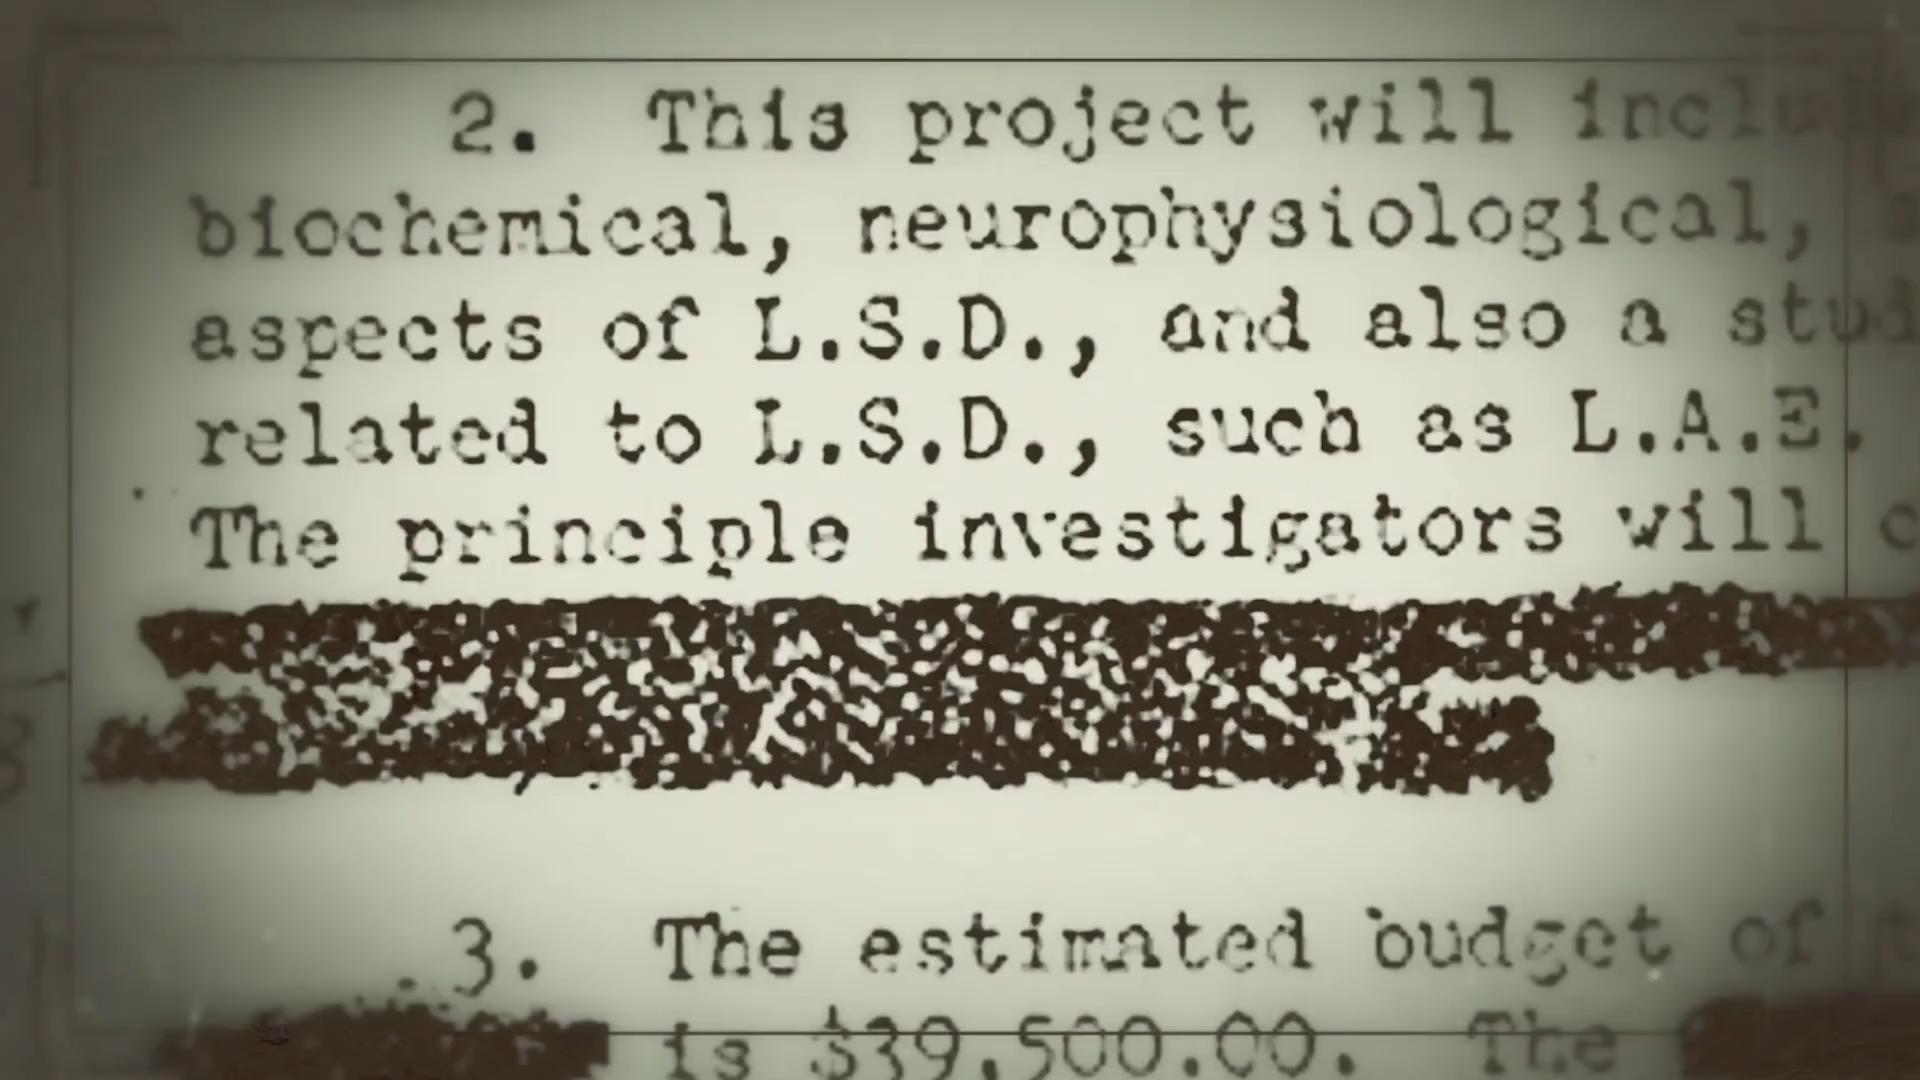 2. This project will
biochemical, neurophysiological,
aspects of L.S.D., and also a
related to L.S.D., such as L.A.E.
The principle investigators will
3. The estimated budget of
is $39,500.00. The